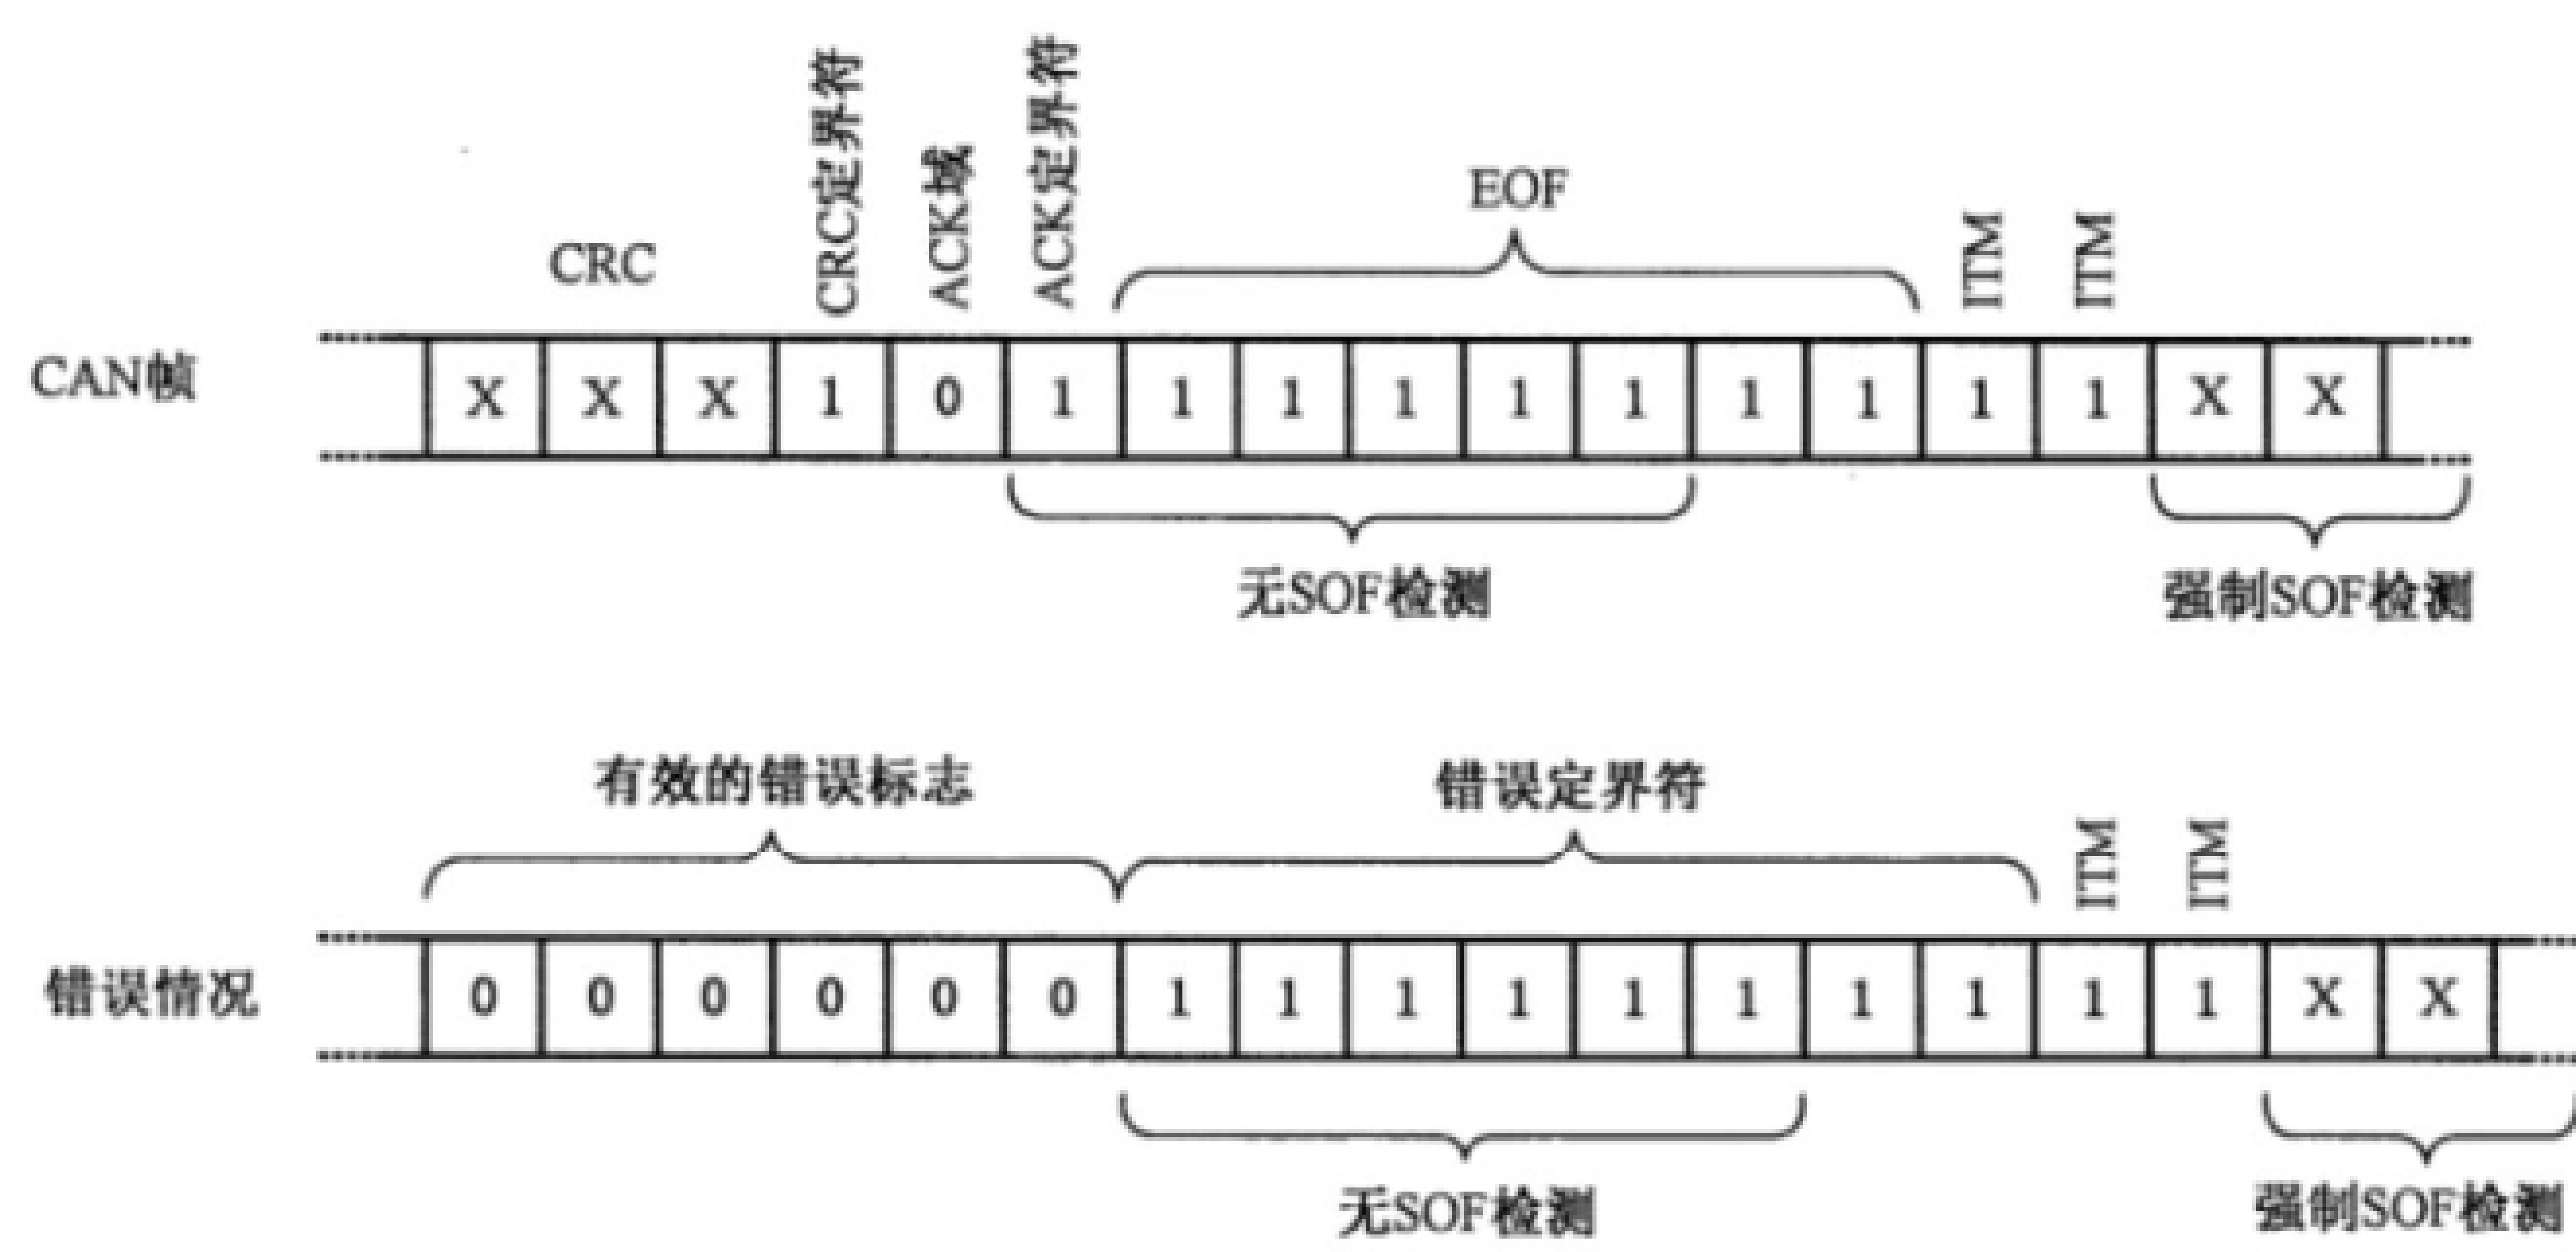 CRC
CRC定界符
ACK域
ACK定界符
EOF
ITM
ITM
CAN帧
X X X 1 0 1 1 1 1 1 1 1 1 1 1 X X
无SOF检测
强制SOF检测
有效的错误标志
错误定界符
ITM
ITM
错误情况
0 0 0 0 0 0 1 1 1 1 1 1 1 1 1 1 X X
无SOF检测
强制SOF检测